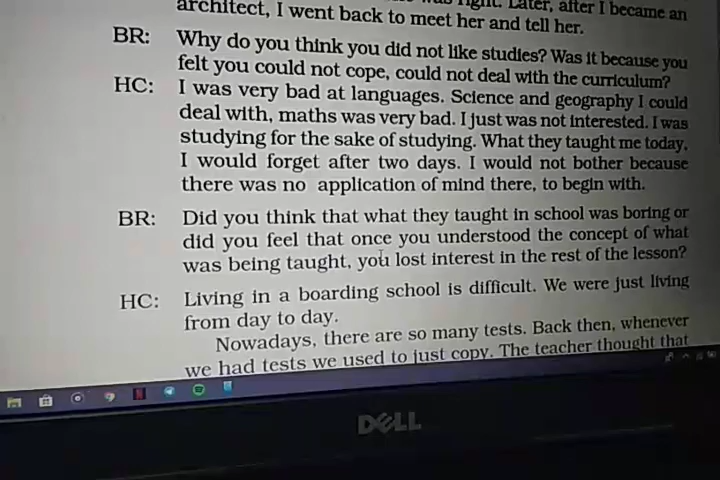 was right. Later, after I became an
architect, I went back to meet her and tell her.
BR: Why do you think you did not like studies? Was it because you
felt you could not cope, could not deal with the curriculum?
HC: I was very bad at languages. Science and geography I could
deal with, maths was very bad. I just was not interested. I was
studying for the sake of studying. What they taught me today,
I would forget after two days. I would not bother because
there was no application of mind there, to begin with.
BR: Did you think that what they taught in school was boring or
did you feel that once you understood the concept of what
was being taught, you lost interest in the rest of the lesson?
HC: Living in a boarding school is difficult. We were just living
from day to day.
Nowadays, there are so many tests. Back then, whenever
we had tests we used to just copy. The teacher thought that
DELL